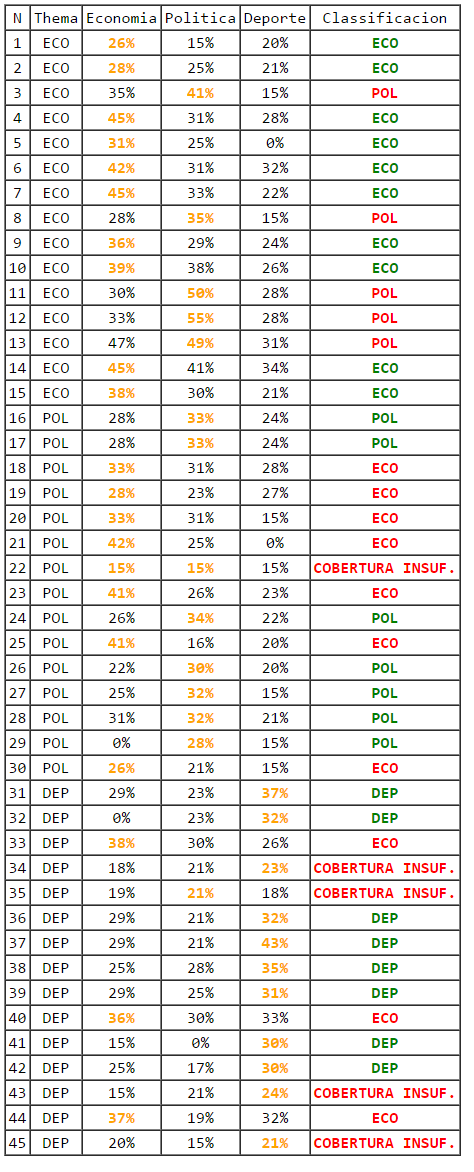 N Thema Economia Politica Deporte Classificacion
1 ECO 26% 15% 20% ECO
2 ECO 28% 25% 21% ECO
3 ECO 35% 41% 15% POL
4 ECO 45% 31% 28% ECO
5 ECO 31% 25% 0% ECO
6 ECO 42% 31% 32% ECO
7 ECO 45% 33% 22% ECO
8 ECO 28% 35% 15% POL
9 ECO 36% 29% 24% ECO
10 ECO 39% 38% 26% ECO
11 ECO 30% 50% 28% POL
12 ECO 33% 55% 28% POL
13 ECO 47% 49% 31% POL
14 ECO 45% 41% 34% ECO
15 ECO 38% 30% 21% ECO
16 POL 28% 33% 24% POL
17 POL 28% 33% 24% POL
18 POL 33% 31% 28% ECO
19 POL 28% 23% 27% ECO
20 POL 33% 31% 15% ECO
21 POL 42% 25% 0% ECO
22 POL 15% 15% 15% COBERTURA INSUF.
23 POL 41% 26% 23% ECO
24 POL 26% 34% 22% POL
25 POL 41% 16% 20% ECO
26 POL 22% 30% 20% POL
27 POL 25% 32% 15% POL
28 POL 31% 32% 21% POL
29 POL 0% 28% 15% POL
30 POL 26% 21% 15% ECO
31 DEP 29% 23% 37% DEP
32 DEP 0% 23% 32% DEP
33 DEP 38% 30% 26% ECO
34 DEP 18% 21% 23% COBERTURA INSUF.
35 DEP 19% 21% 18% COBERTURA INSUF.
36 DEP 29% 21% 32% DEP
37 DEP 29% 21% 43% DEP
38 DEP 25% 28% 35% DEP
39 DEP 29% 25% 31% DEP
40 DEP 36% 30% 33% ECO
41 DEP 15% 0% 30% DEP
42 DEP 25% 17% 30% DEP
43 DEP 15% 21% 24% COBERTURA INSUF.
44 DEP 37% 19% 32% ECO
45 DEP 20% 15% 21% COBERTURA INSUF.